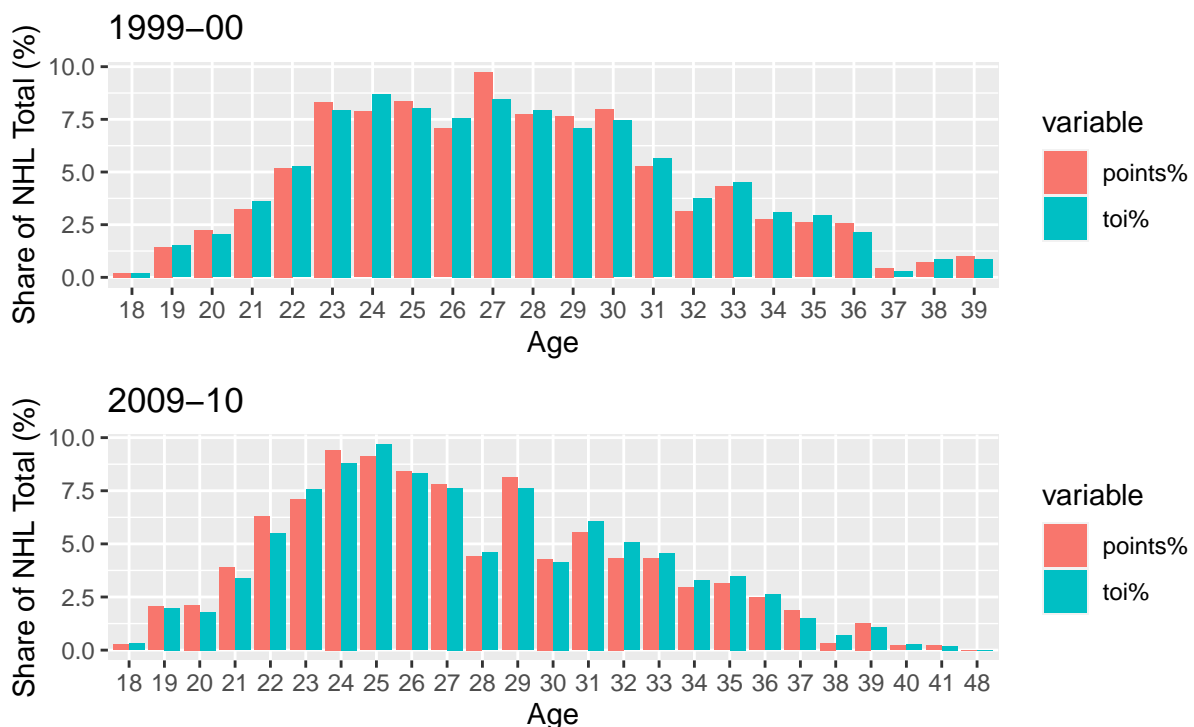 1999–00
Share of NHL Total (%)
10.0
7.5
5.0
2.5
0.0
18 19 20 21 22 23 24 25 26 27 28 29 30 31 32 33 34 35 36 37 38 39
Age
variable
points%
toi%
2009–10
Share of NHL Total (%)
10.0
7.5
5.0
2.5
0.0
18 19 20 21 22 23 24 25 26 27 28 29 30 31 32 33 34 35 36 37 38 39 40 41 48
Age
variable
points%
toi%